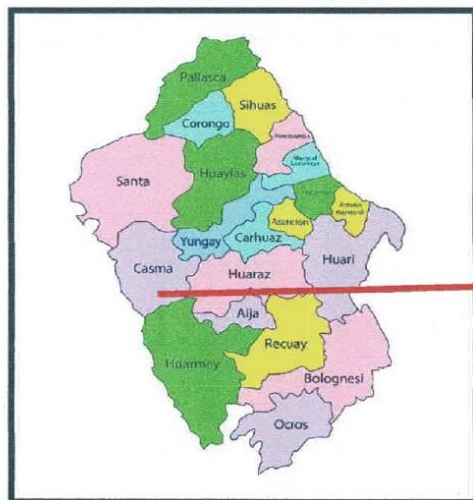 Pallasca
Sihuas
Corongo
Pomabamba
Mariscal
Luzuriaga
Huaylas
Santa
Antonio
Raymondi
Asunción
Yungay
Carhuaz
Huari
Casma
Huaraz
Aija
Huarmey
Recuay
Bolognesi
Ocros